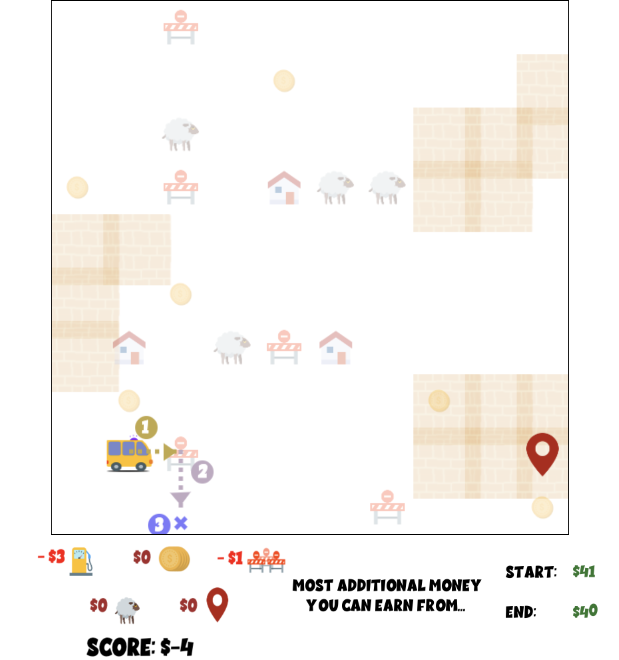 1
2
3
- $3
$0
- $1
$0
$0
SCORE: $-4
MOST ADDITIONAL MONEY
YOU CAN EARN FROM...
START: $41
END: $40